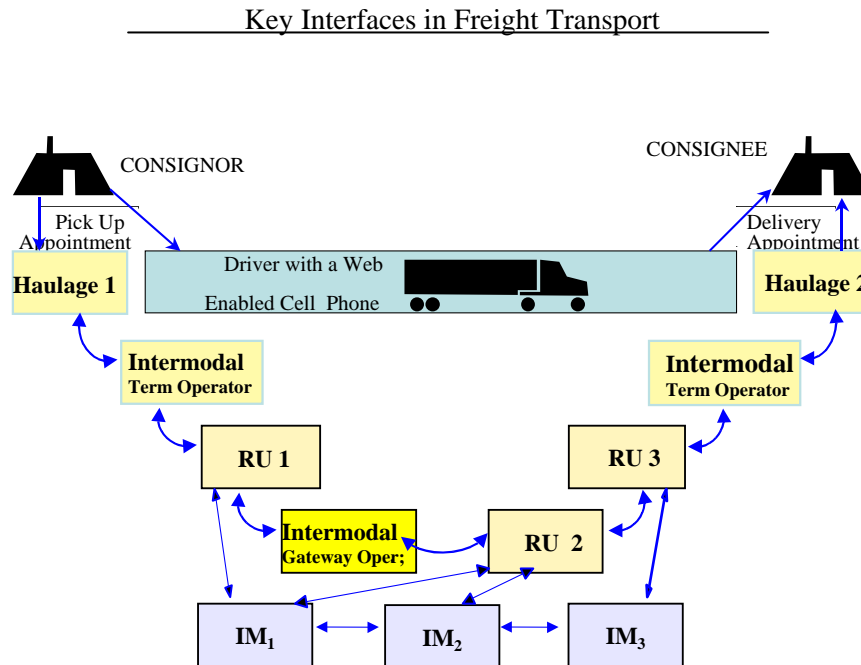 Key Interfaces in Freight Transport
CONSIGNOR
CONSIGNEE
Pick Up
Appointment
Delivery
Appointment
Haulage 1
Driver with a Web
Enabled Cell Phone
Haulage 2
Intermodal
Term Operator
Intermodal
Term Operator
RU 1
RU 3
Intermodal
Gateway Oper;
RU 2
IM₁
IM₂
IM₃